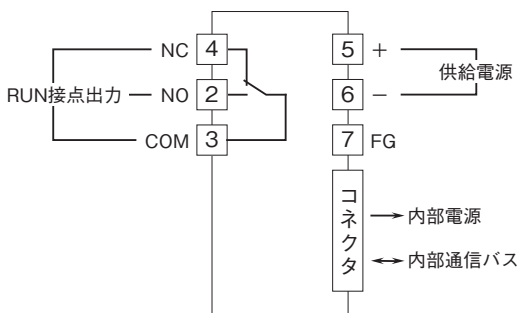 NC 4
RUN接点出力 NO 2
COM 3
5 +
6 − 供給電源
7 FG
コネクタ
内部電源
内部通信バス